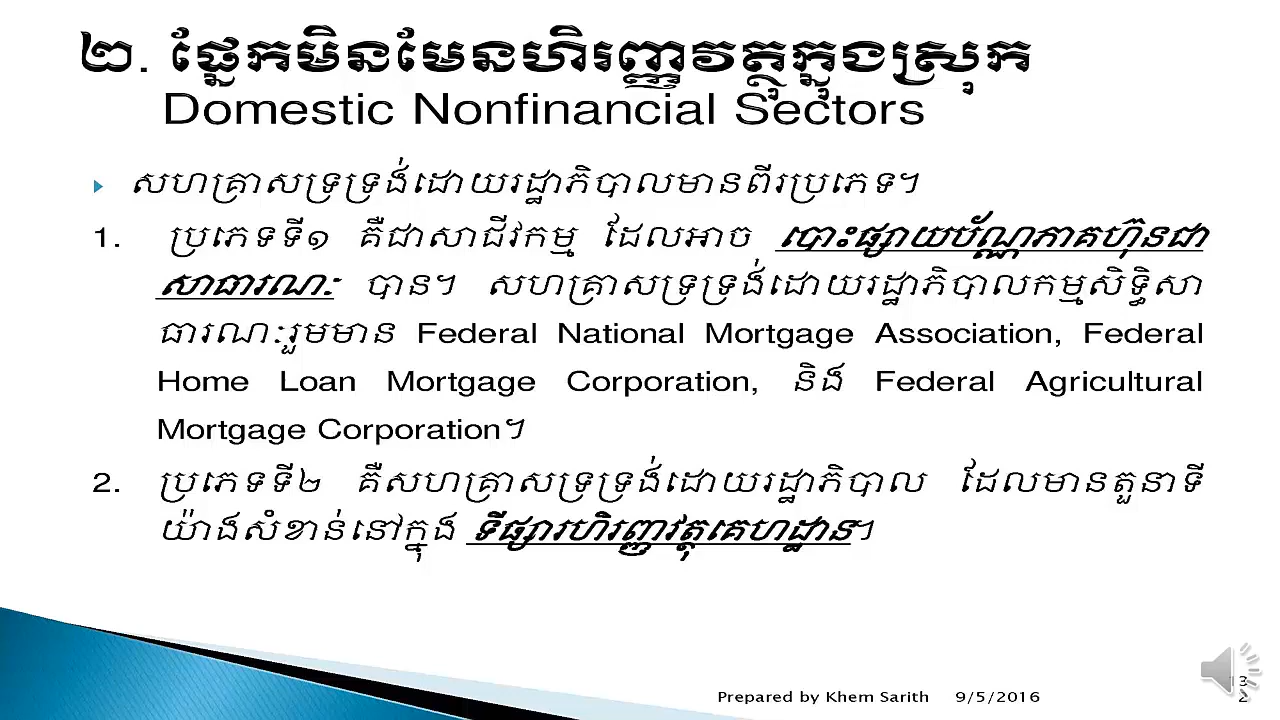 ២. ផ្នែកមិនមែនហិរញ្ញវត្ថុក្នុងស្រុក
Domestic Nonfinancial Sectors
សហគ្រាសទ្រទ្រង់ដោយរដ្ឋាភិបាលមានពីរប្រភេទ។
1. ប្រភេទទី១ គឺជាសាជីវកម្ម ដែលអាច បោះផ្សាយប័ណ្ណភាគហ៊ុនជា
សាធារណៈ បាន។ សហគ្រាសទ្រទ្រង់ដោយរដ្ឋាភិបាលកម្មសិទ្ធិសា
ធារណៈរួមមាន Federal National Mortgage Association, Federal
Home Loan Mortgage Corporation, និង Federal Agricultural
Mortgage Corporation។
2. ប្រភេទទី២ គឺសហគ្រាសទ្រទ្រង់ដោយរដ្ឋាភិបាល ដែលមានតួនាទី
យ៉ាងសំខាន់នៅក្នុង ទីផ្សារហិរញ្ញាវត្ថុគេហដ្ឋាន។
Prepared by Khem Sarith 9/5/2016
13
2